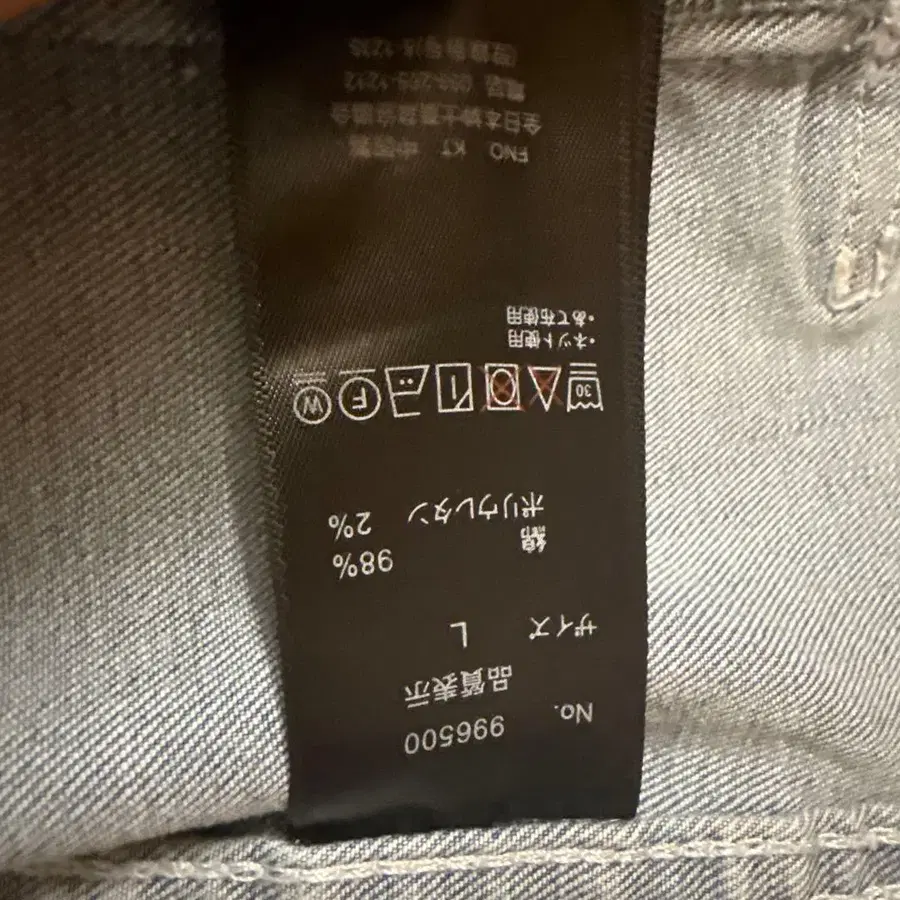 No. 996500
品質表示
サイズ L
綿 98%
ポリウレタン 2%
30
F
W
・ネット使用
・あて布使用
FNO KT 中国製